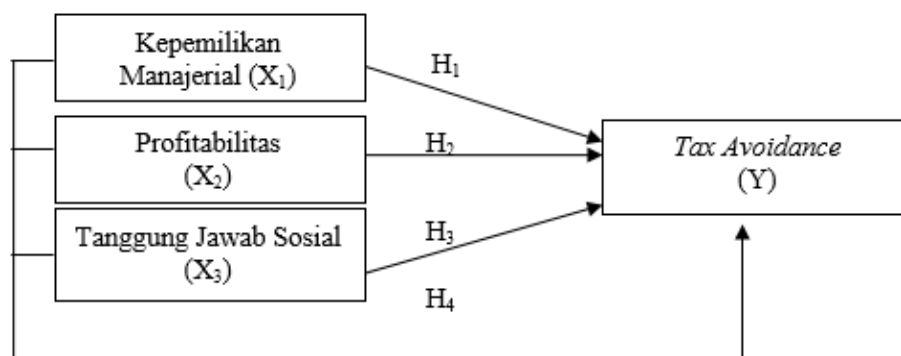 Kepemilikan
Manajerial (X₁)
H₁
Profitabilitas
(X₂)
H₂
Tax Avoidance
(Y)
Tanggung Jawab Sosial
(X₃)
H₃
H₄